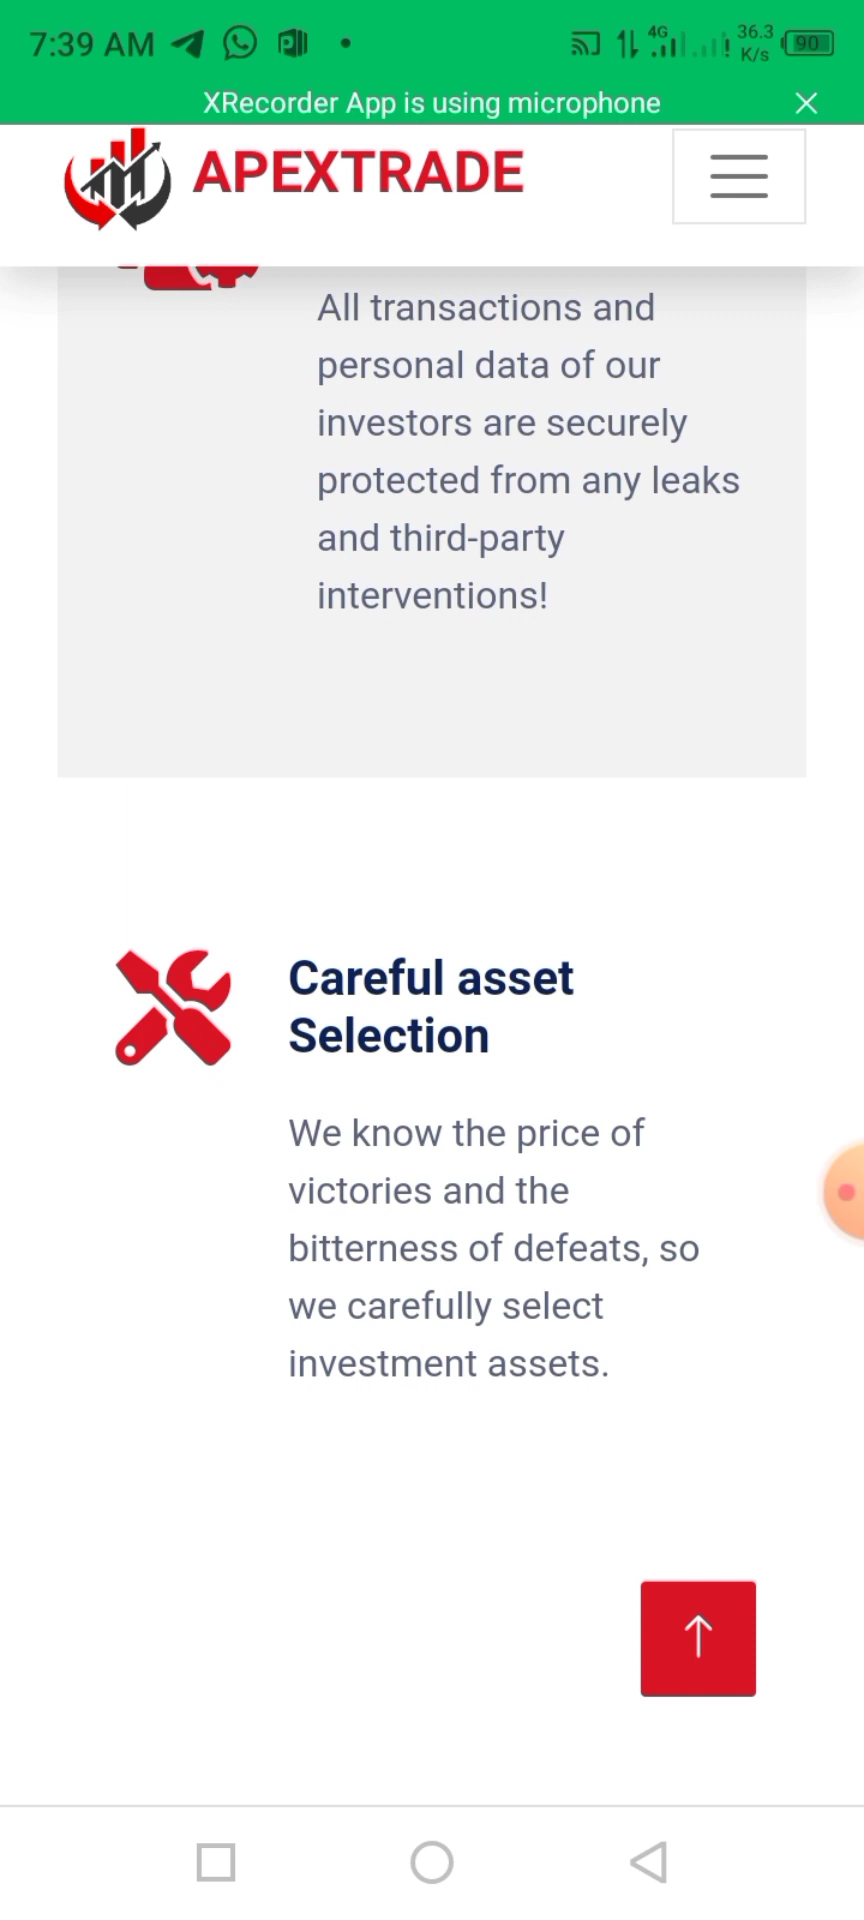 7:39 AM
4G
36.3
K/s
90
XRecorder App is using microphone
APEXTRADE
All transactions and
personal data of our
investors are securely
protected from any leaks
and third-party
interventions!
Careful asset
Selection
We know the price of
victories and the
bitterness of defeats, so
we carefully select
investment assets.